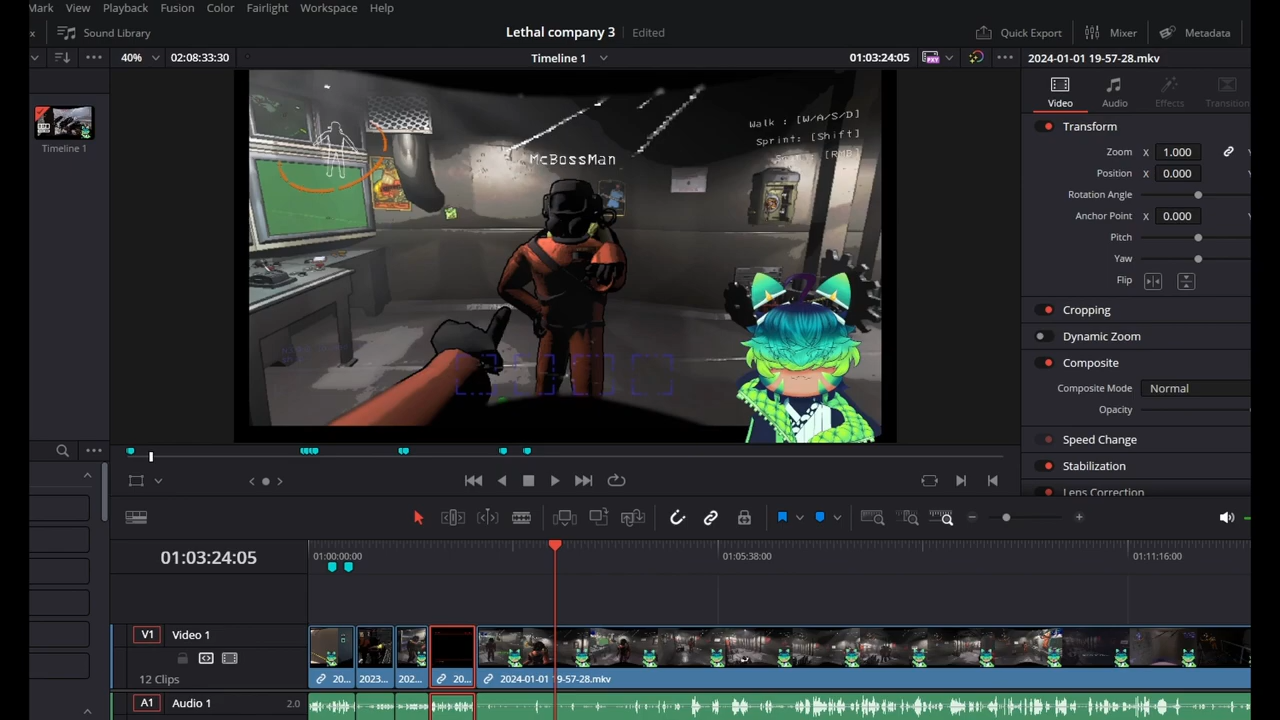 Mark View Playback Fusion Color Fairlight Workspace Help
Sound Library
Lethal company 3 Edited
Quick Export Mixer Metadata
40% 02:08:33:30 Timeline 1 01:03:24:05
2024-01-01 19-57-28.mkv
Video Audio Effects Transition
Timeline 1
McBossMan
Walk : [W/A/S/D]
Sprint: [Shift]
[RMB]
Transform
Zoom X 1.000
Position X 0.000
Rotation Angle
Anchor Point X 0.000
Pitch
Yaw
Flip
Cropping
Dynamic Zoom
Composite
Composite Mode Normal
Opacity
Speed Change
Stabilization
Lens Correction
01:03:24:05
01:00:00:00 01:05:38:00 01:11:16:00
V1 Video 1
12 Clips
20... 2023... 202... 20... 2024-01-01 19-57-28.mkv
A1 Audio 1 2.0